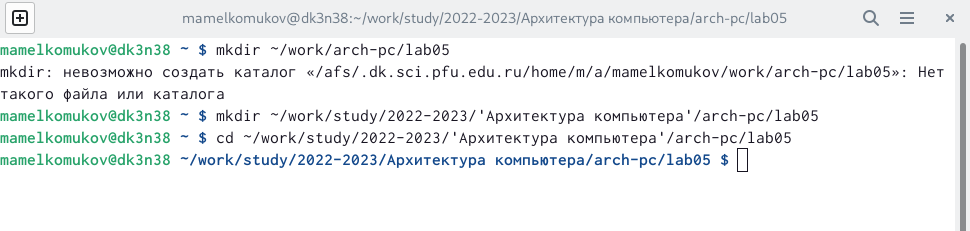 mamelkomukov@dk3n38:~/work/study/2022-2023/Архитектура компьютера/arch-pc/lab05
mamelkomukov@dk3n38 ~ $ mkdir ~/work/arch-pc/lab05
mkdir: невозможно создать каталог «/afs/.dk.sci.pfu.edu.ru/home/m/a/mamelkomukov/work/arch-pc/lab05»: Нет
такого файла или каталога
mamelkomukov@dk3n38 ~ $ mkdir ~/work/study/2022-2023/'Архитектура компьютера'/arch-pc/lab05
mamelkomukov@dk3n38 ~ $ cd ~/work/study/2022-2023/'Архитектура компьютера'/arch-pc/lab05
mamelkomukov@dk3n38 ~/work/study/2022-2023/Архитектура компьютера/arch-pc/lab05 $